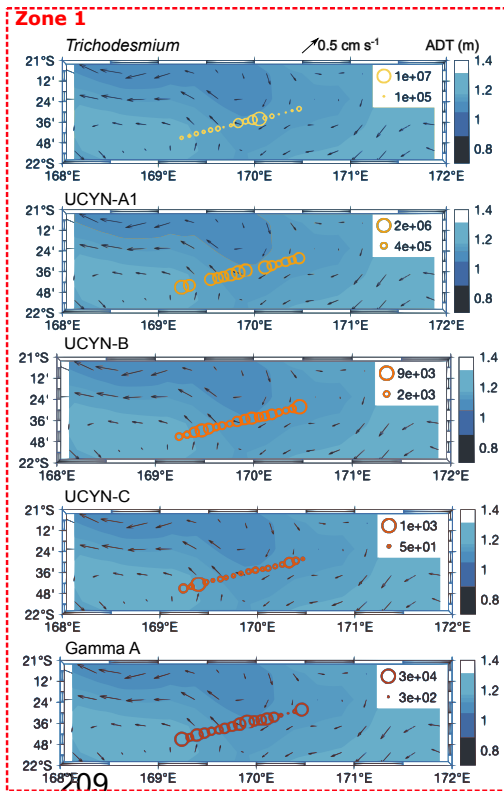 Zone 1
Trichodesmium 0.5 cm s⁻¹ ADT (m)
21°S 1.4
12' 1e+07 1.2
24' 1e+05
36' 1.0
48' 0.8
22°S
168°E 169°E 170°E 171°E 172°E
UCYN-A1
21°S 1.4
12' 2e+06 1.2
24' 4e+05
36' 1.0
48' 0.8
22°S
168°E 169°E 170°E 171°E 172°E
UCYN-B
21°S 1.4
12' 9e+03 1.2
24' 2e+03
36' 1.0
48' 0.8
22°S
168°E 169°E 170°E 171°E 172°E
UCYN-C
21°S 1.4
12' 1e+03 1.2
24' 5e+01
36' 1.0
48' 0.8
22°S
168°E 169°E 170°E 171°E 172°E
Gamma A
21°S 1.4
12' 3e+04 1.2
24' 3e+02
36' 1.0
48' 0.8
22°S
168°E 169°E 170°E 171°E 172°E
209